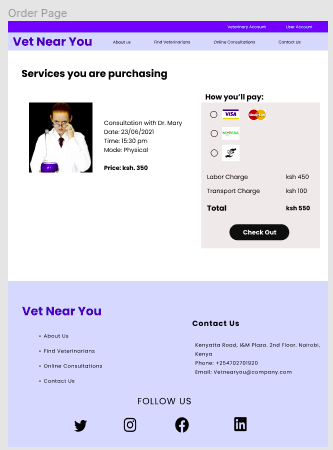 Order Page
Veterinary Account User Account
Vet Near You
About us Find Veterinarians Online Consultations Contact Us
Services you are purchasing
How you'll pay:
VISA
Consultation with Dr. Mary
Date: 23/06/2021
Time: 15:30 pm
Mode: Physical
Price: ksh. 350
Labor Charge ksh 450
Transport Charge ksh 100
Total ksh 550
Check Out
Vet Near You
Contact Us
• About Us
• Find Veterinarians
• Online Consultations
• Contact Us
Kenyatta Road, I&M Plaza, 2nd Floor, Nairobi,
Kenya
Phone: +254702701920
Email: Vetnearyou@company.com
FOLLOW US